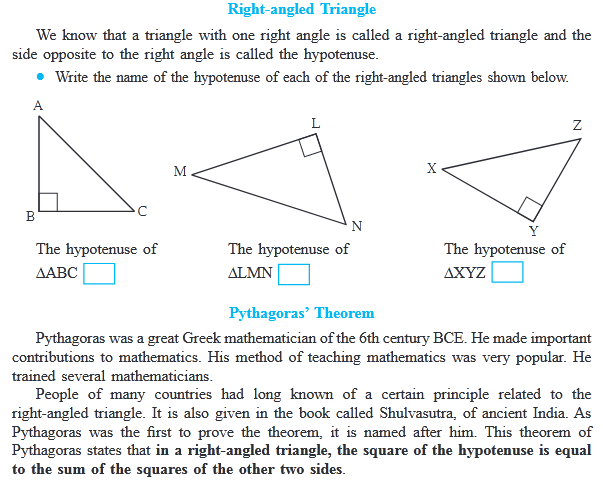 Right-angled Triangle
We know that a triangle with one right angle is called a right-angled triangle and the
side opposite to the right angle is called the hypotenuse.
• Write the name of the hypotenuse of each of the right-angled triangles shown below.
A
B
C
L
M
N
X
Z
Y
The hypotenuse of
ΔABC
The hypotenuse of
ΔLMN
The hypotenuse of
ΔXYZ
Pythagoras' Theorem
Pythagoras was a great Greek mathematician of the 6th century BCE. He made important
contributions to mathematics. His method of teaching mathematics was very popular. He
trained several mathematicians.
People of many countries had long known of a certain principle related to the
right-angled triangle. It is also given in the book called Shulvasutra, of ancient India. As
Pythagoras was the first to prove the theorem, it is named after him. This theorem of
Pythagoras states that in a right-angled triangle, the square of the hypotenuse is equal
to the sum of the squares of the other two sides.